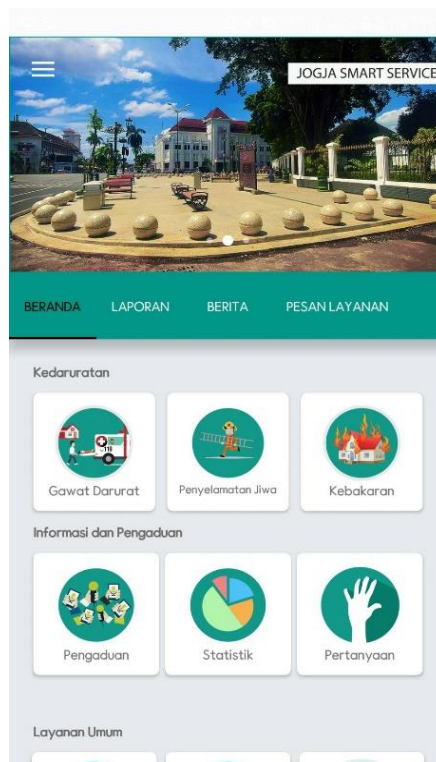 JOGJA SMART SERVICE
BERANDA LAPORAN BERITA PESAN LAYANAN
Kedaruratan
Gawat Darurat Penyelamatan Jiwa Kebakaran
Informasi dan Pengaduan
Pengaduan Statistik Pertanyaan
Layanan Umum